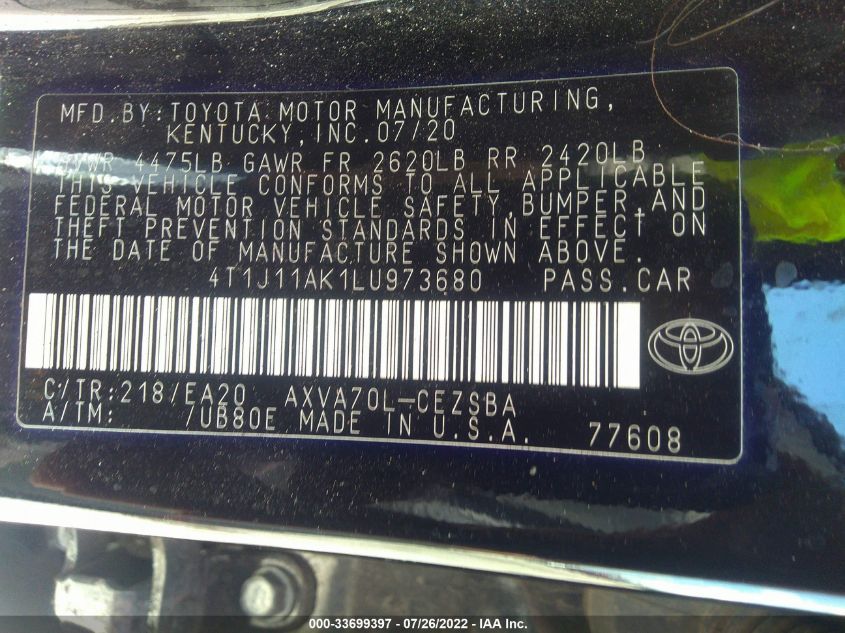 MFD.BY:TOYOTA MOTOR MANUFACTURING,
KENTUCKY,INC.07/20
GVWR 4475LB GAWR FR 2620LB RR 2420LB
THIS VEHICLE CONFORMS TO ALL APPLICABLE
FEDERAL MOTOR VEHICLE SAFETY,BUMPER,AND
THEFT PREVENTION STANDARDS IN EFFECT ON
THE DATE OF MANUFACTURE SHOWN ABOVE.
4T1J11AK1LU973680 PASS.CAR
C/TR:218/EA20 AXVA70L-CEZSBA
A/TM: /UB80E MADE IN U.S.A. 77608
000-33699397 - 07/26/2022 - IAA Inc.